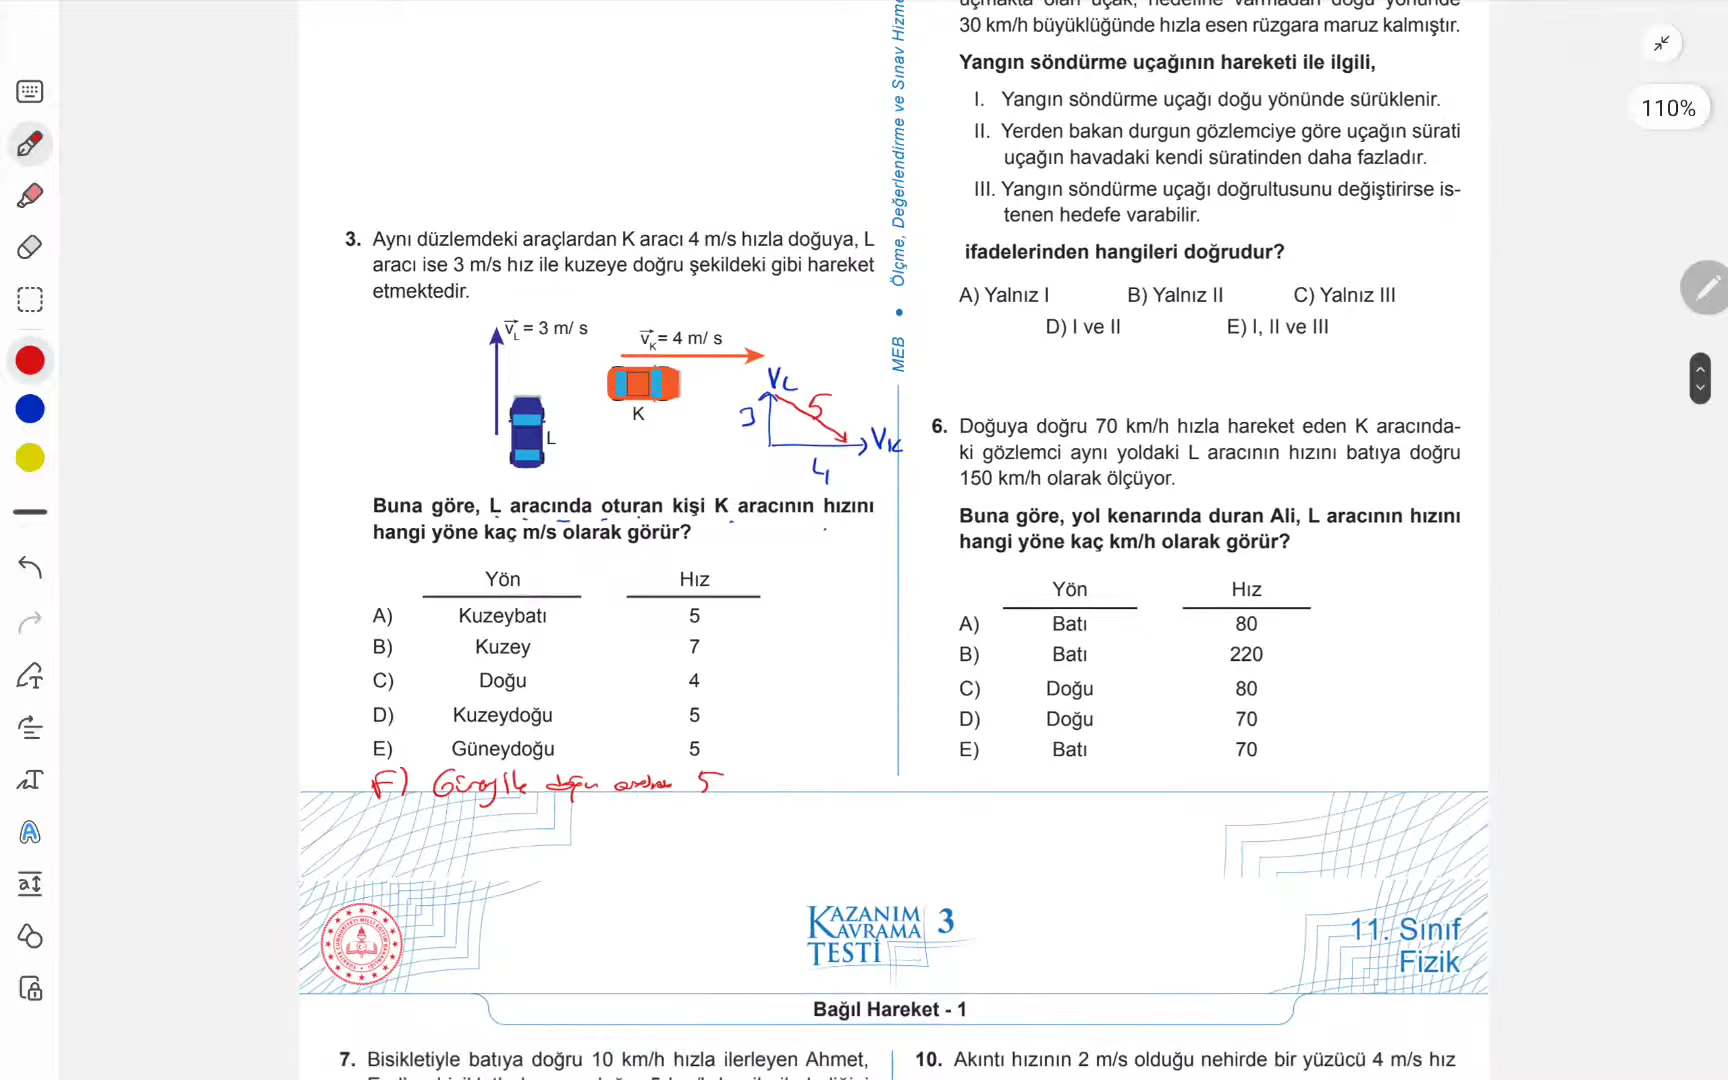 110%
3. Aynı düzlemdeki araçlardan K aracı 4 m/s hızla doğuya, L
aracı ise 3 m/s hız ile kuzeye doğru şekildeki gibi hareket
etmektedir.
v⃗L = 3 m/ s
v⃗K = 4 m/ s
K
L
VL
3
5
VK
4
Buna göre, L aracında oturan kişi K aracının hızını
hangi yöne kaç m/s olarak görür?
Yön Hız
A) Kuzeybatı 5
B) Kuzey 7
C) Doğu 4
D) Kuzeydoğu 5
E) Güneydoğu 5
F) Güney ile doğu arasında 5
MEB • Ölçme, Değerlendirme ve Sınav Hizme
30 km/h büyüklüğünde hızla esen rüzgara maruz kalmıştır.
Yangın söndürme uçağının hareketi ile ilgili,
I. Yangın söndürme uçağı doğu yönünde sürüklenir.
II. Yerden bakan durgun gözlemciye göre uçağın sürati
uçağın havadaki kendi süratinden daha fazladır.
III. Yangın söndürme uçağı doğrultusunu değiştirirse is-
tenen hedefe varabilir.
ifadelerinden hangileri doğrudur?
A) Yalnız I B) Yalnız II C) Yalnız III
D) I ve II E) I, II ve III
6. Doğuya doğru 70 km/h hızla hareket eden K aracında-
ki gözlemci aynı yoldaki L aracının hızını batıya doğru
150 km/h olarak ölçüyor.
Buna göre, yol kenarında duran Ali, L aracının hızını
hangi yöne kaç km/h olarak görür?
Yön Hız
A) Batı 80
B) Batı 220
C) Doğu 80
D) Doğu 70
E) Batı 70
KAZANIM
KAVRAMA
TESTİ
3
11. Sınıf
Fizik
Bağıl Hareket - 1
7. Bisikletiyle batıya doğru 10 km/h hızla ilerleyen Ahmet,
10. Akıntı hızının 2 m/s olduğu nehirde bir yüzücü 4 m/s hız